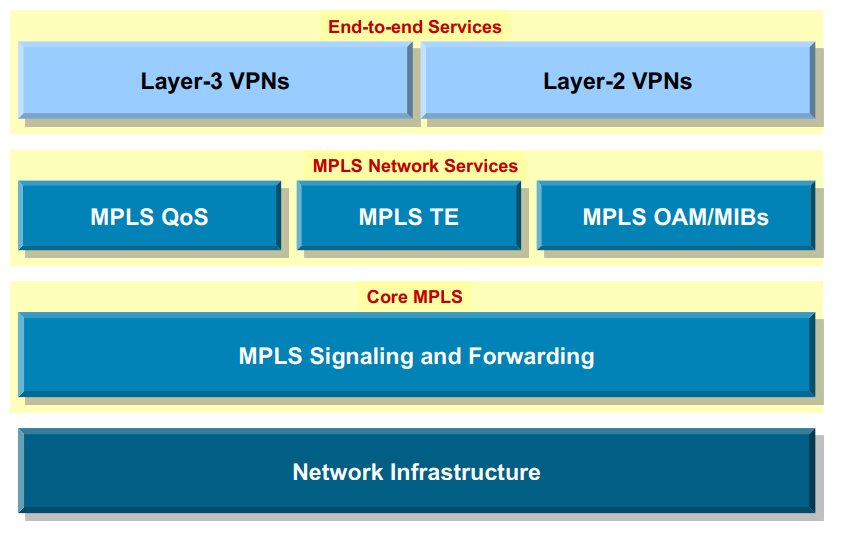 End-to-end Services
Layer-3 VPNs
Layer-2 VPNs
MPLS Network Services
MPLS QoS
MPLS TE
MPLS OAM/MIBs
Core MPLS
MPLS Signaling and Forwarding
Network Infrastructure